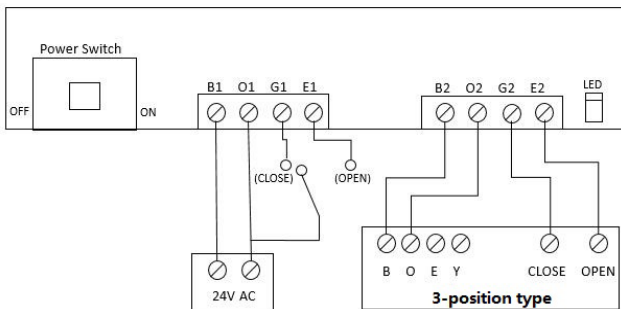 Power Switch
OFF
ON
B1 O1 G1 E1
B2 O2 G2 E2
LED
(CLOSE)
(OPEN)
24V AC
B O E Y CLOSE OPEN
3-position type